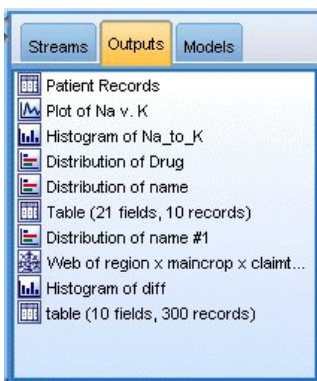 Streams Outputs Models
Patient Records
Plot of Na v. K
Histogram of Na_to_K
Distribution of Drug
Distribution of name
Table (21 fields, 10 records)
Distribution of name #1
Web of region x maincrop x claimt...
Histogram of diff
table (10 fields, 300 records)